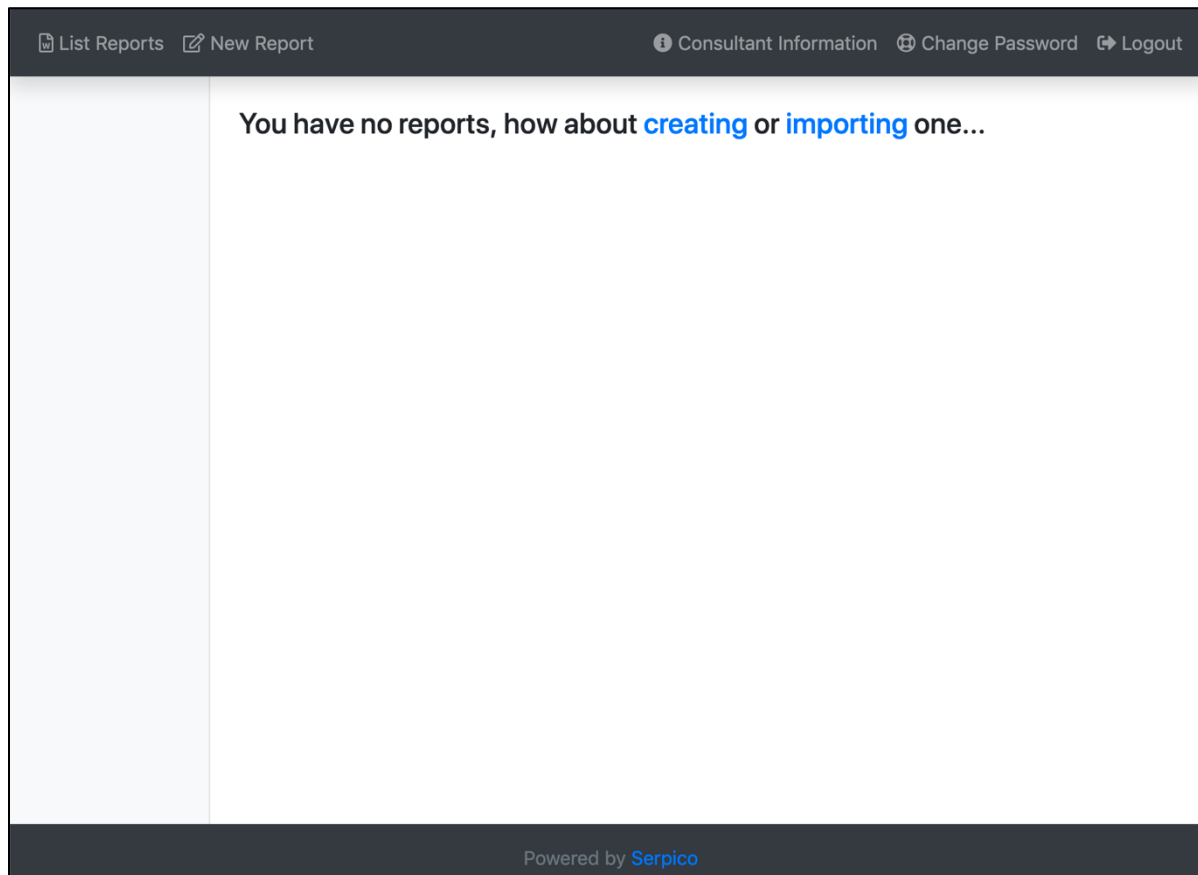 List Reports New Report Consultant Information Change Password Logout
You have no reports, how about creating or importing one...
Powered by Serpico